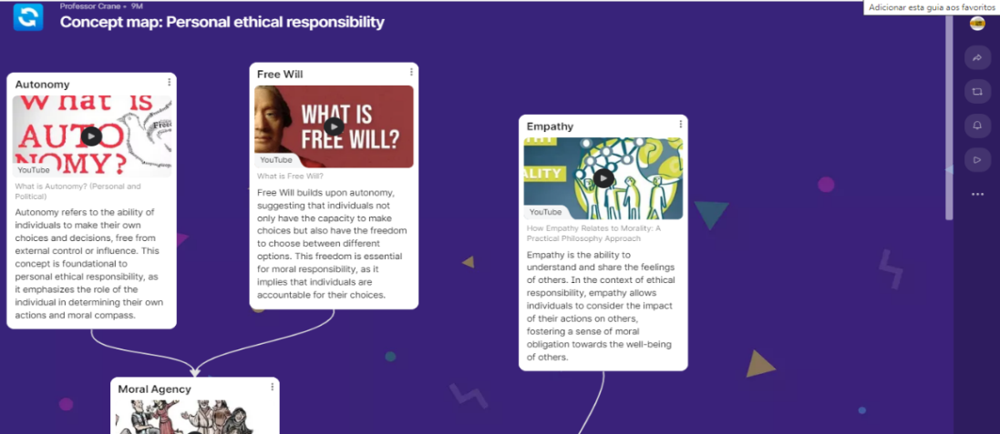 Professor Crane • 9M
Adicionar esta guia aos favoritos
Concept map: Personal ethical responsibility
Autonomy
What is
AUTO
NOMY?
YouTube
What is Autonomy? (Personal and
Political)
Autonomy refers to the ability of
individuals to make their own
choices and decisions, free from
external control or influence. This
concept is foundational to
personal ethical responsibility, as
it emphasizes the role of the
individual in determining their own
actions and moral compass.
Free Will
WHAT IS
FREE WILL?
YouTube
What is Free Will?
Free Will builds upon autonomy,
suggesting that individuals not
only have the capacity to make
choices but also have the freedom
to choose between different
options. This freedom is essential
for moral responsibility, as it
implies that individuals are
accountable for their choices.
Empathy
ALITY
YouTube
How Empathy Relates to Morality: A
Practical Philosophy Approach
Empathy is the ability to
understand and share the feelings
of others. In the context of ethical
responsibility, empathy allows
individuals to consider the impact
of their actions on others,
fostering a sense of moral
obligation towards the well-being
of others.
Moral Agency